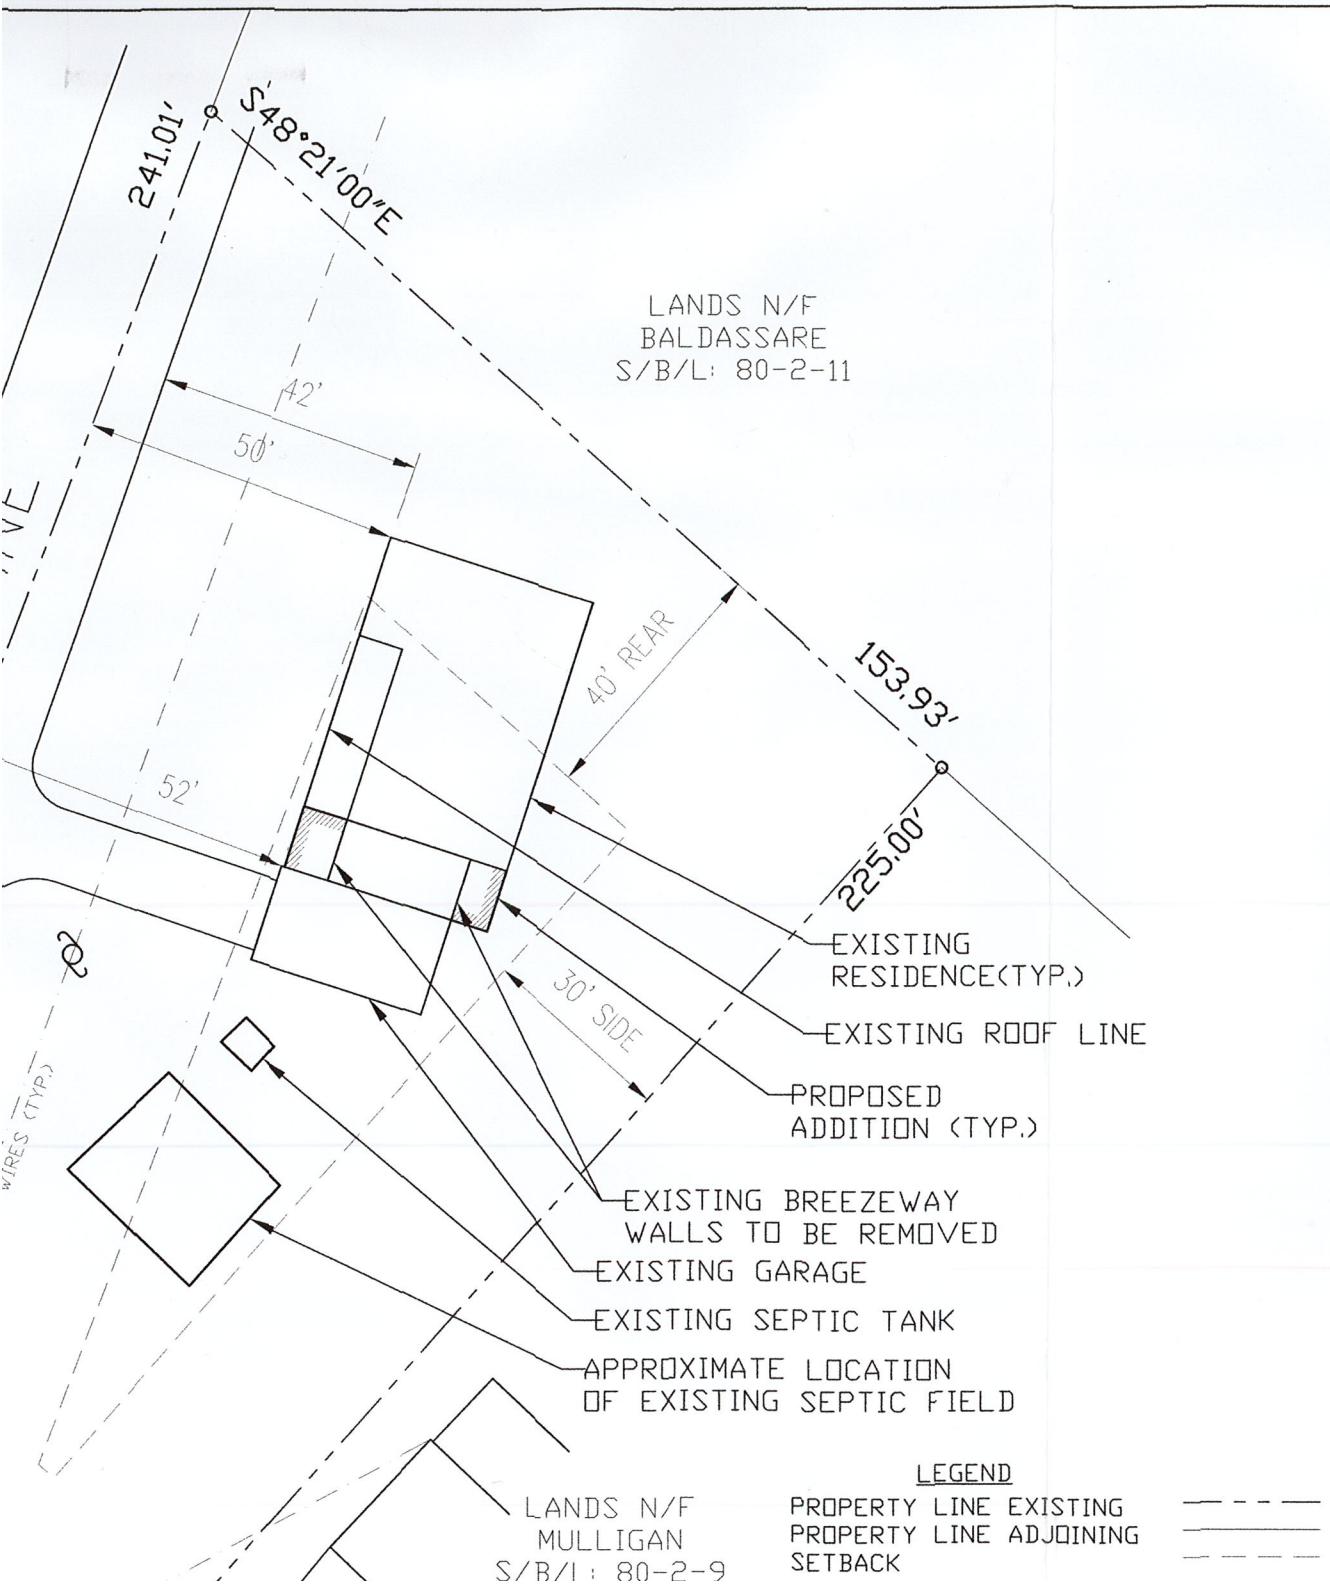 241.01'
S48°21'00"E
LANDS N/F
BALDASSARE
S/B/L: 80-2-11
42'
50'
40' REAR
153.93'
52'
225.00'
EXISTING
RESIDENCE(TYP.)
30' SIDE
EXISTING ROOF LINE
PROPOSED
ADDITION (TYP.)
WIRES (TYP.)
EXISTING BREEZEWAY
WALLS TO BE REMOVED
EXISTING GARAGE
EXISTING SEPTIC TANK
APPROXIMATE LOCATION
OF EXISTING SEPTIC FIELD
LANDS N/F
MULLIGAN
S/B/L: 80-2-9
LEGEND
PROPERTY LINE EXISTING
PROPERTY LINE ADJOINING
SETBACK